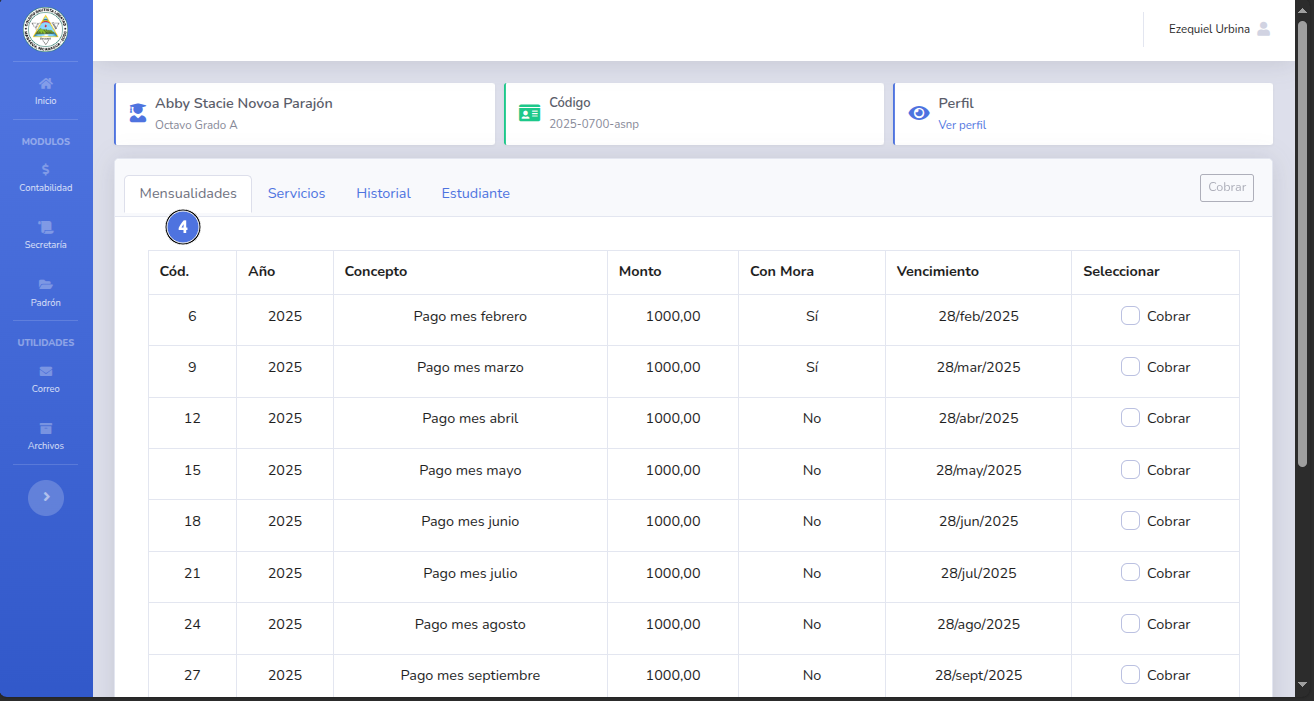 Ezequiel Urbina
Inicio
MODULOS
Contabilidad
Secretaría
Padrón
UTILIDADES
Correo
Archivos
Abby Stacie Novoa Parajón
Octavo Grado A
Código
2025-0700-asnp
Perfil
Ver perfil
Mensualidades Servicios Historial Estudiante Cobrar
4
Cód. Año Concepto Monto Con Mora Vencimiento Seleccionar
6 2025 Pago mes febrero 1000,00 Sí 28/feb/2025 Cobrar
9 2025 Pago mes marzo 1000,00 Sí 28/mar/2025 Cobrar
12 2025 Pago mes abril 1000,00 No 28/abr/2025 Cobrar
15 2025 Pago mes mayo 1000,00 No 28/may/2025 Cobrar
18 2025 Pago mes junio 1000,00 No 28/jun/2025 Cobrar
21 2025 Pago mes julio 1000,00 No 28/jul/2025 Cobrar
24 2025 Pago mes agosto 1000,00 No 28/ago/2025 Cobrar
27 2025 Pago mes septiembre 1000,00 No 28/sept/2025 Cobrar